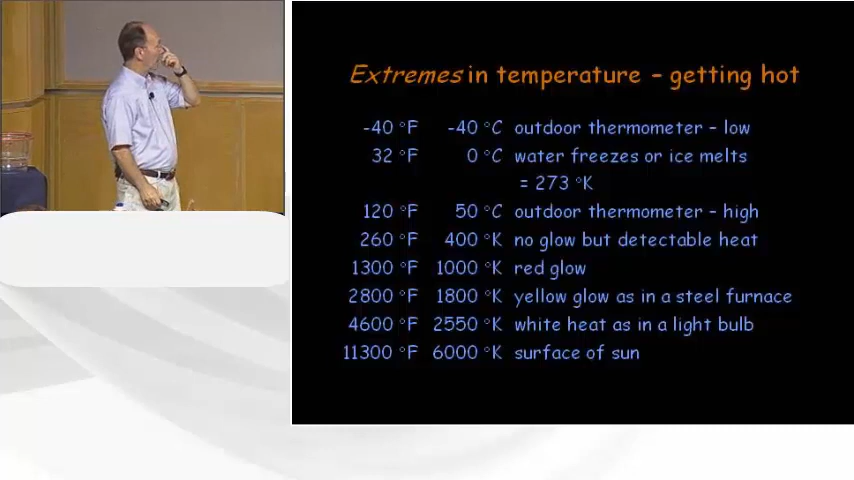 Extremes in temperature – getting hot
-40 °F -40 °C outdoor thermometer – low
32 °F 0 °C water freezes or ice melts
= 273 °K
120 °F 50 °C outdoor thermometer – high
260 °F 400 °K no glow but detectable heat
1300 °F 1000 °K red glow
2800 °F 1800 °K yellow glow as in a steel furnace
4600 °F 2550 °K white heat as in a light bulb
11300 °F 6000 °K surface of sun